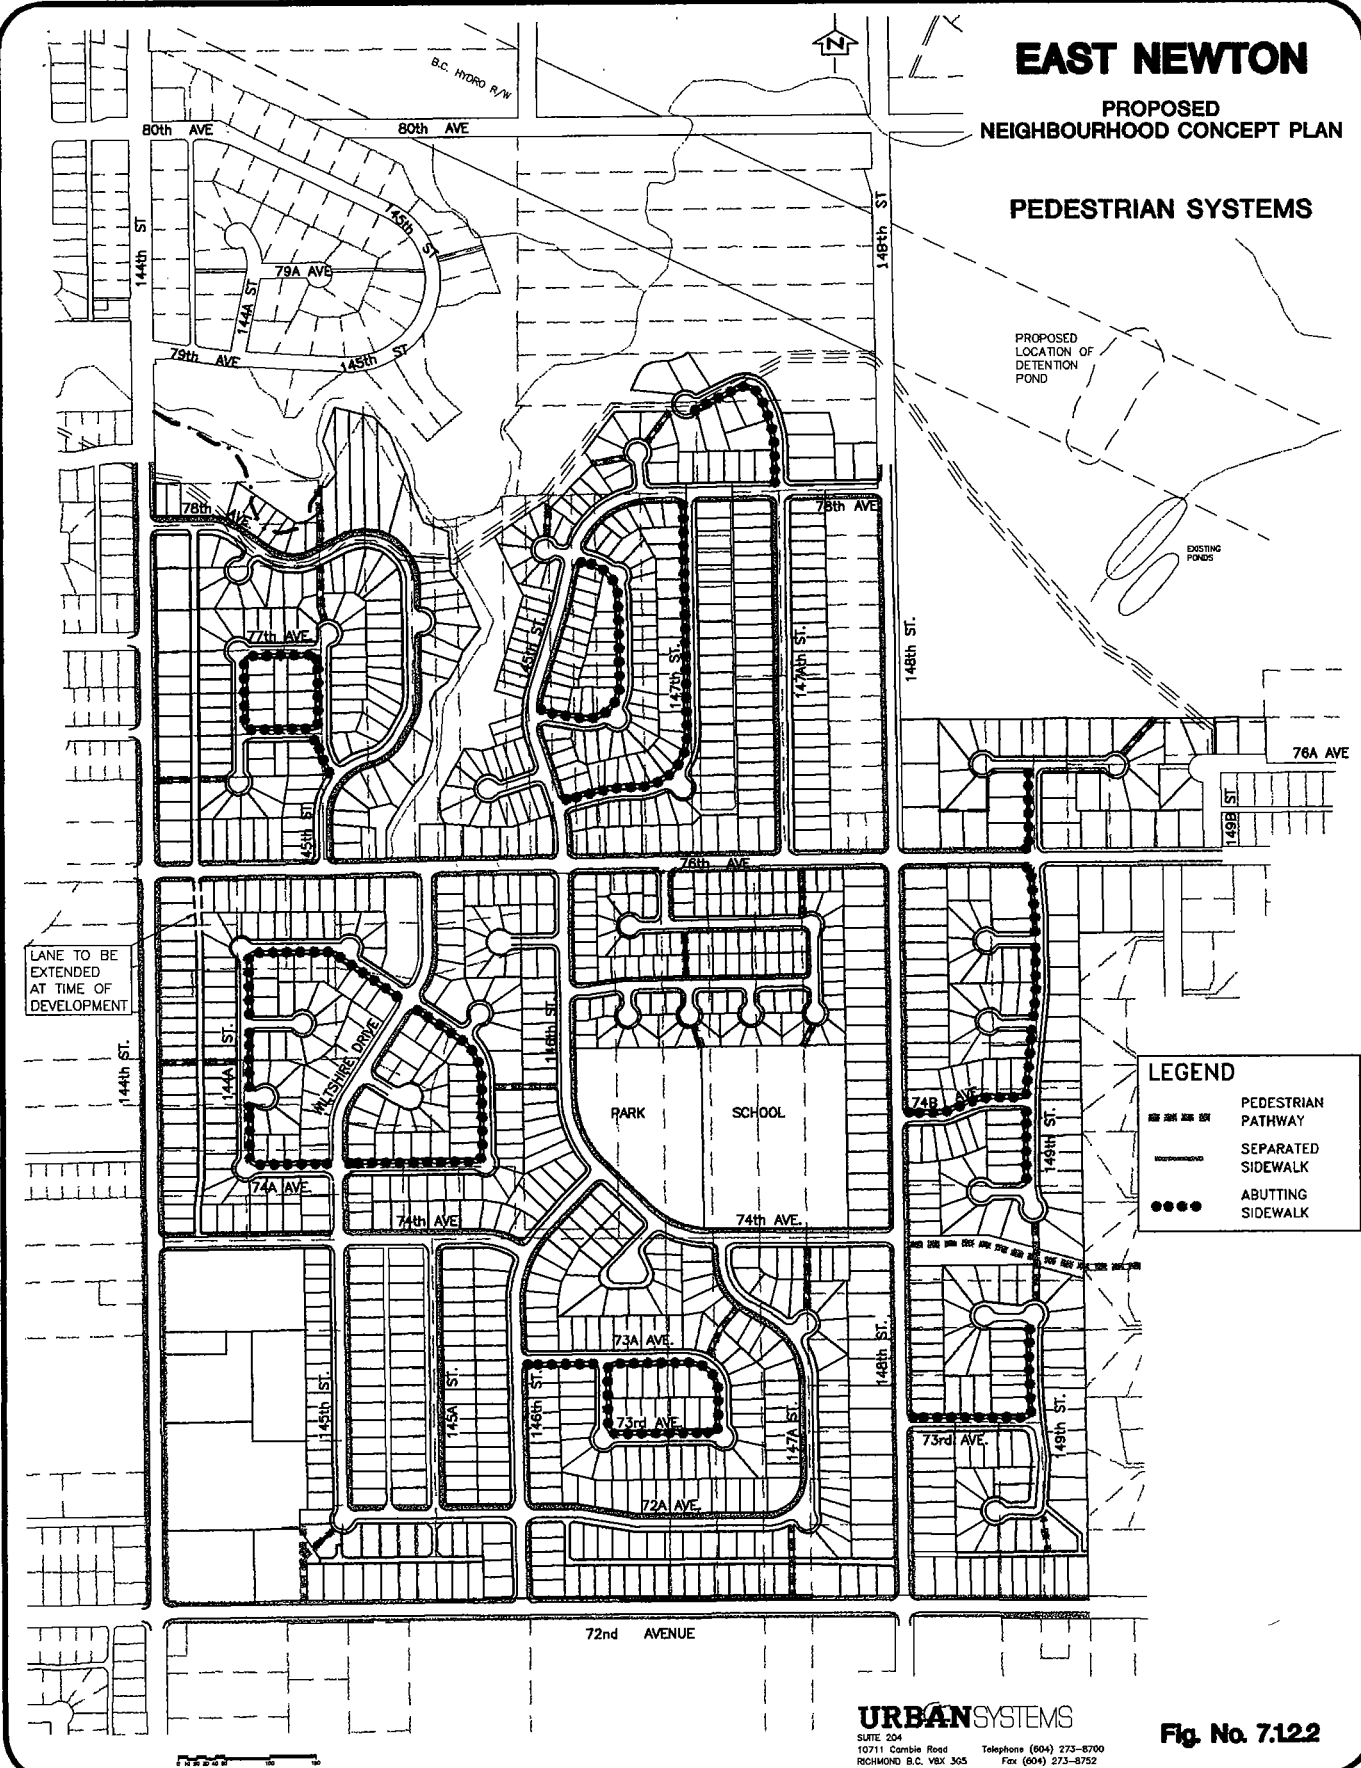 EAST NEWTON
PROPOSED
NEIGHBOURHOOD CONCEPT PLAN
PEDESTRIAN SYSTEMS
N
B.C. HYDRO R/W
80th AVE
80th AVE
144th ST
145th ST
148th ST
79A AVE
144A ST
79th AVE
145th ST
PROPOSED
LOCATION OF
DETENTION
POND
EXISTING
PONDS
78th AVE
78th AVE
77th AVE.
145th ST.
147th ST.
147Ath ST.
148th ST.
76A AVE
149B ST
45th ST
76th AVE
LANE TO BE
EXTENDED
AT TIME OF
DEVELOPMENT
144th ST.
144A ST.
WILTSHIRE DRIVE
146th ST.
PARK
SCHOOL
74B AVE
149th ST.
74A AVE.
74th AVE
74th AVE.
LEGEND
PEDESTRIAN
PATHWAY
SEPARATED
SIDEWALK
ABUTTING
SIDEWALK
73A AVE.
148th ST.
145th ST.
145A ST.
146th ST.
73rd AVE.
147A ST.
73rd AVE.
149th ST.
72A AVE.
72nd AVENUE
URBANSYSTEMS
SUITE 204
10711 Cambie Road Telephone (604) 273-8700
RICHMOND B.C. V6X 3G5 Fax (604) 273-8752
Fig. No. 7.1.2.2